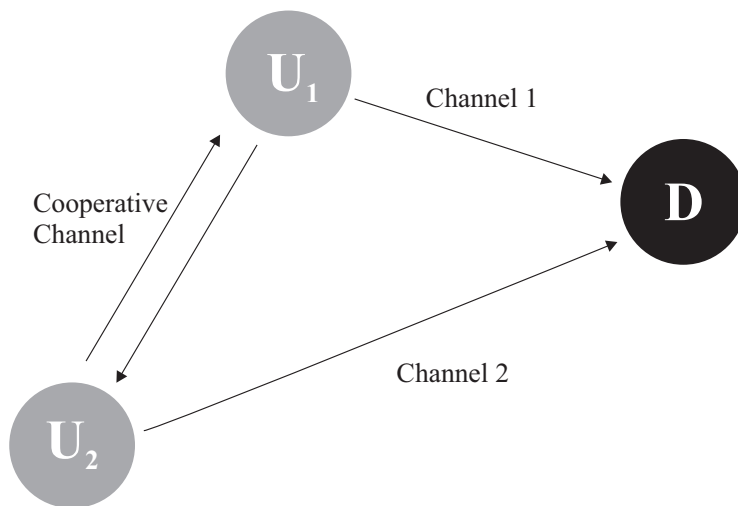 U₁
Channel 1
Cooperative
Channel
D
Channel 2
U₂